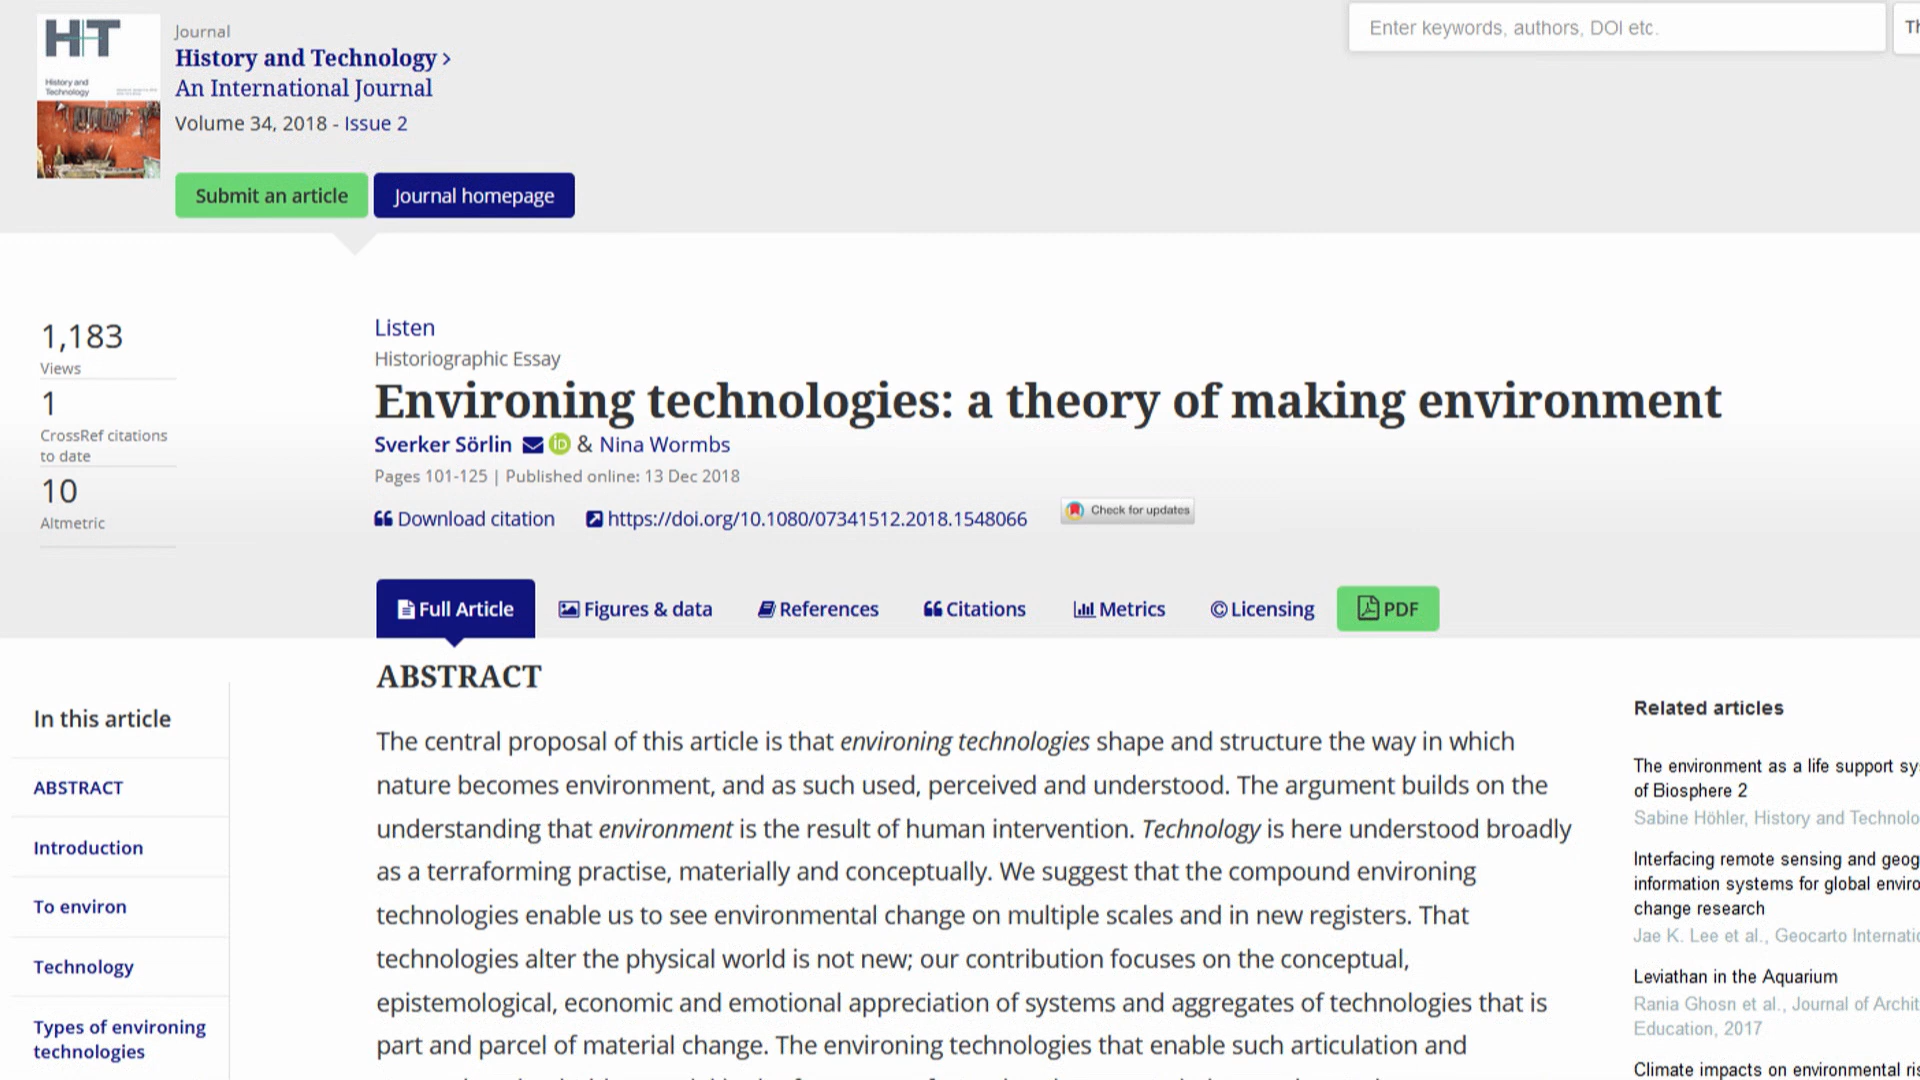 HT
History and
Technology
Journal
History and Technology ›
An International Journal
Volume 34, 2018 - Issue 2
Submit an article
Journal homepage
Enter keywords, authors, DOI etc.
1,183
Views
1
CrossRef citations
to date
10
Altmetric
Listen
Historiographic Essay
Environing technologies: a theory of making environment
Sverker Sörlin iD & Nina Wormbs
Pages 101-125 | Published online: 13 Dec 2018
Download citation https://doi.org/10.1080/07341512.2018.1548066 Check for updates
Full Article Figures & data References Citations Metrics Licensing PDF
In this article
ABSTRACT
Introduction
To environ
Technology
Types of environing
technologies
ABSTRACT
The central proposal of this article is that environing technologies shape and structure the way in which
nature becomes environment, and as such used, perceived and understood. The argument builds on the
understanding that environment is the result of human intervention. Technology is here understood broadly
as a terraforming practise, materially and conceptually. We suggest that the compound environing
technologies enable us to see environmental change on multiple scales and in new registers. That
technologies alter the physical world is not new; our contribution focuses on the conceptual,
epistemological, economic and emotional appreciation of systems and aggregates of technologies that is
part and parcel of material change. The environing technologies that enable such articulation and
Related articles
The environment as a life support sy
of Biosphere 2
Sabine Höhler, History and Technolo
Interfacing remote sensing and geog
information systems for global enviro
change research
Jae K. Lee et al., Geocarto Internatio
Leviathan in the Aquarium
Rania Ghosn et al., Journal of Archit
Education, 2017
Climate impacts on environmental ris